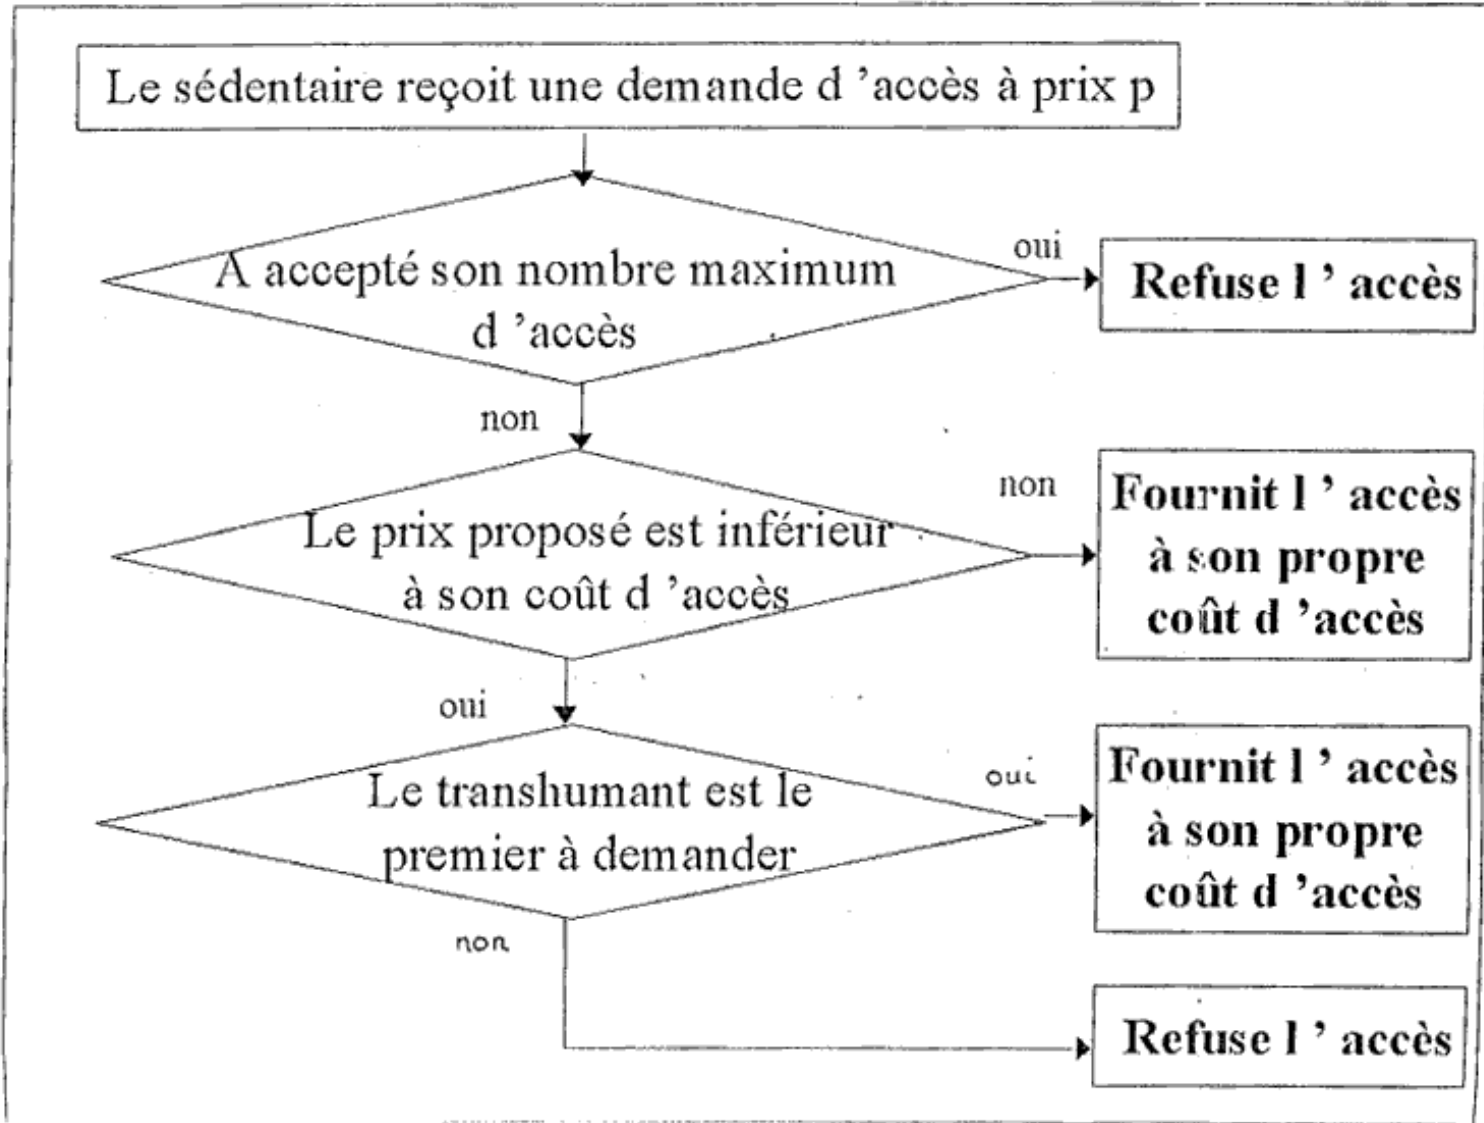 Le sédentaire reçoit une demande d ’accès à prix p
A accepté son nombre maximum
d ’accès
oui
Refuse l ’ accès
non
Le prix proposé est inférieur
à son coût d ’accès
non
Fournit l ’ accès
à son propre
coût d ’accès
oui
Le transhumant est le
premier à demander
oui
Fournit l ’ accès
à son propre
coût d ’accès
non
Refuse l ’ accès